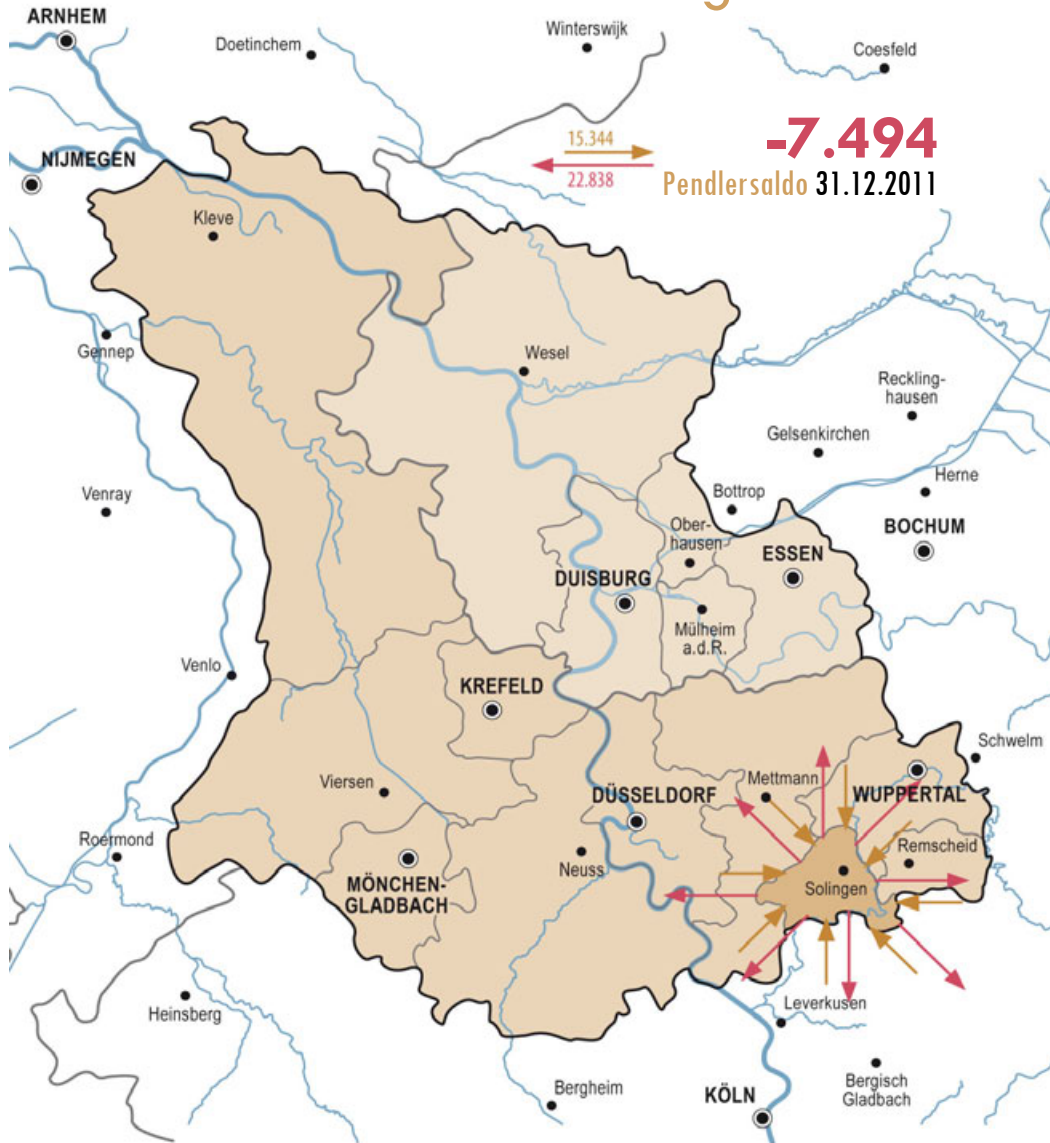 ARNHEM
Doetinchem
Winterswijk
Coesfeld
15.344
22.838
-7.494
Pendlersaldo 31.12.2011
NIJMEGEN
Kleve
Gennep
Wesel
Reckling-
hausen
Gelsenkirchen
Herne
Venray
Bottrop
BOCHUM
Ober-
hausen
ESSEN
DUISBURG
Mülheim
a.d.R.
Venlo
KREFELD
Schwelm
Viersen
Mettmann
DÜSSELDORF
WUPPERTAL
Roermond
Neuss
Remscheid
Solingen
MÖNCHEN-
GLADBACH
Heinsberg
Leverkusen
Bergheim
KÖLN
Bergisch
Gladbach